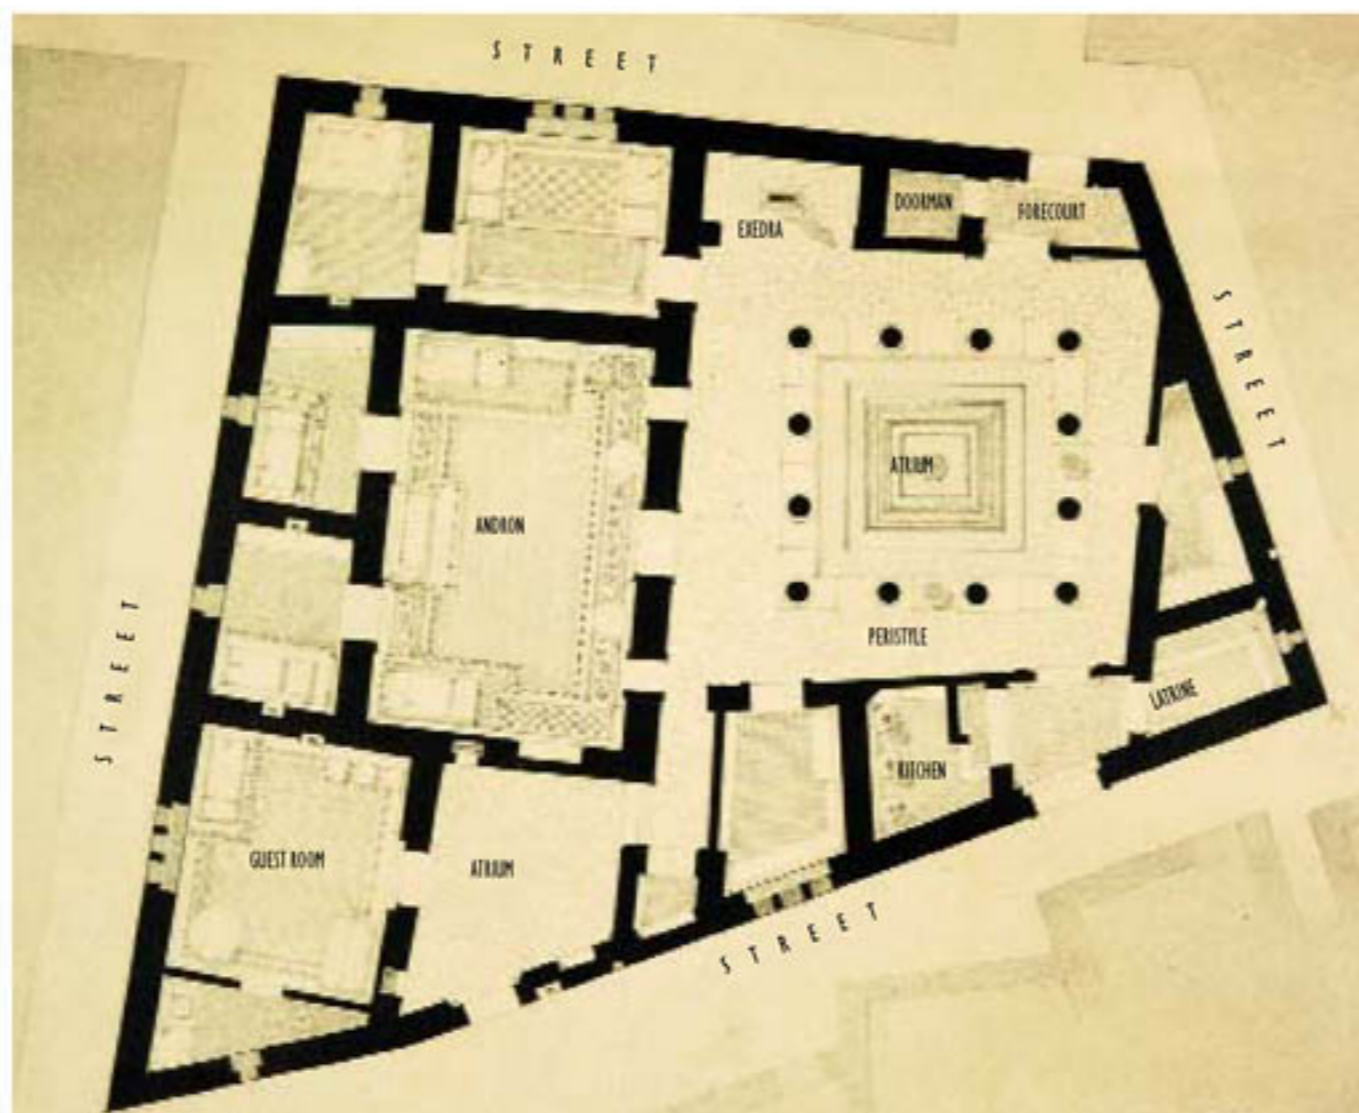 STREET
DOORMAN
FORECOURT
EXEDRA
STREET
ATRIUM
ANDRON
PERISTYLE
STREET
LATRINE
KITCHEN
GUEST ROOM
ATRIUM
STREET